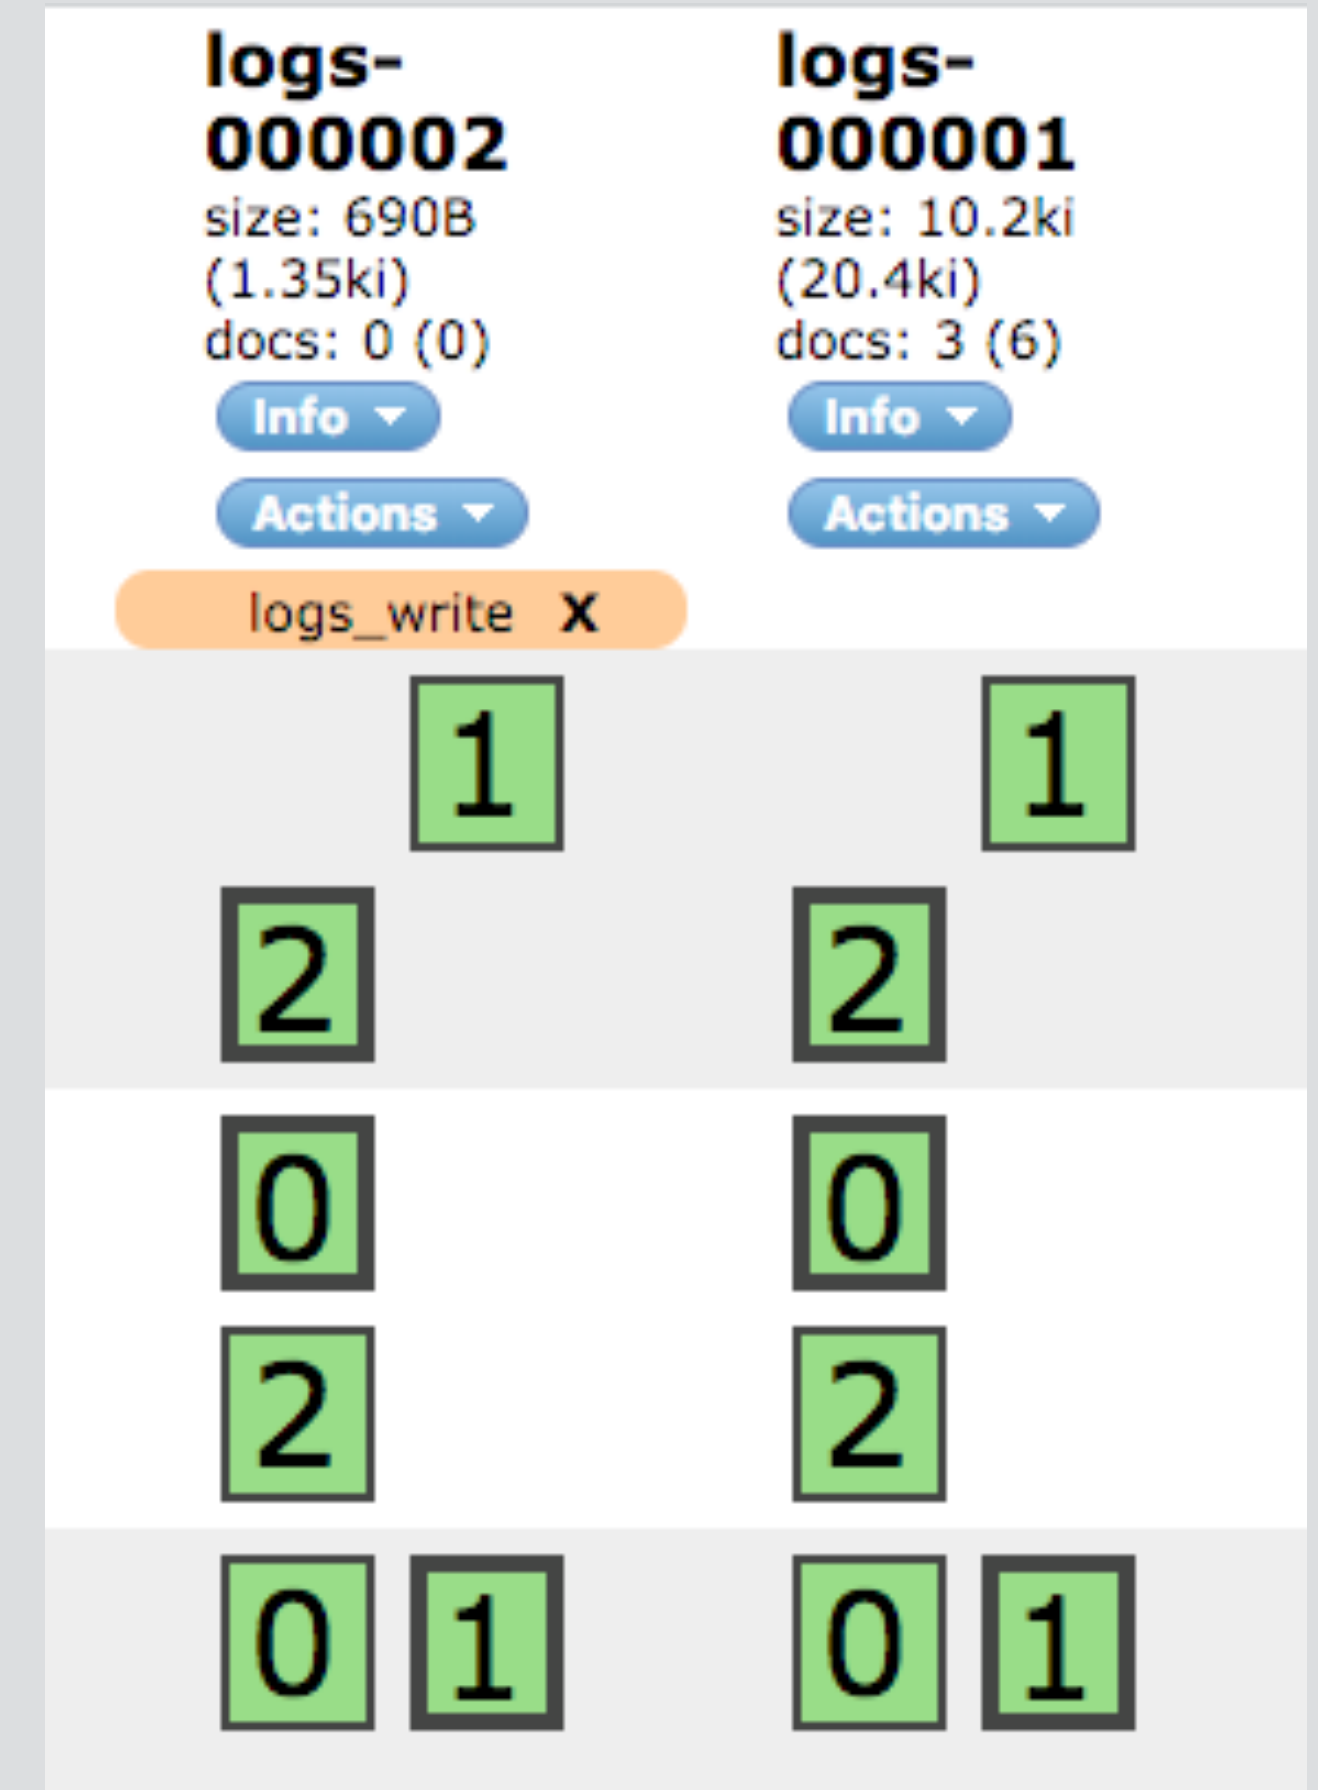 logs-
000002
size: 690B
(1.35ki)
docs: 0 (0)
Info
Actions
logs_write X
logs-
000001
size: 10.2ki
(20.4ki)
docs: 3 (6)
Info
Actions
1 1
2 2
0 0
2 2
0 1 0 1